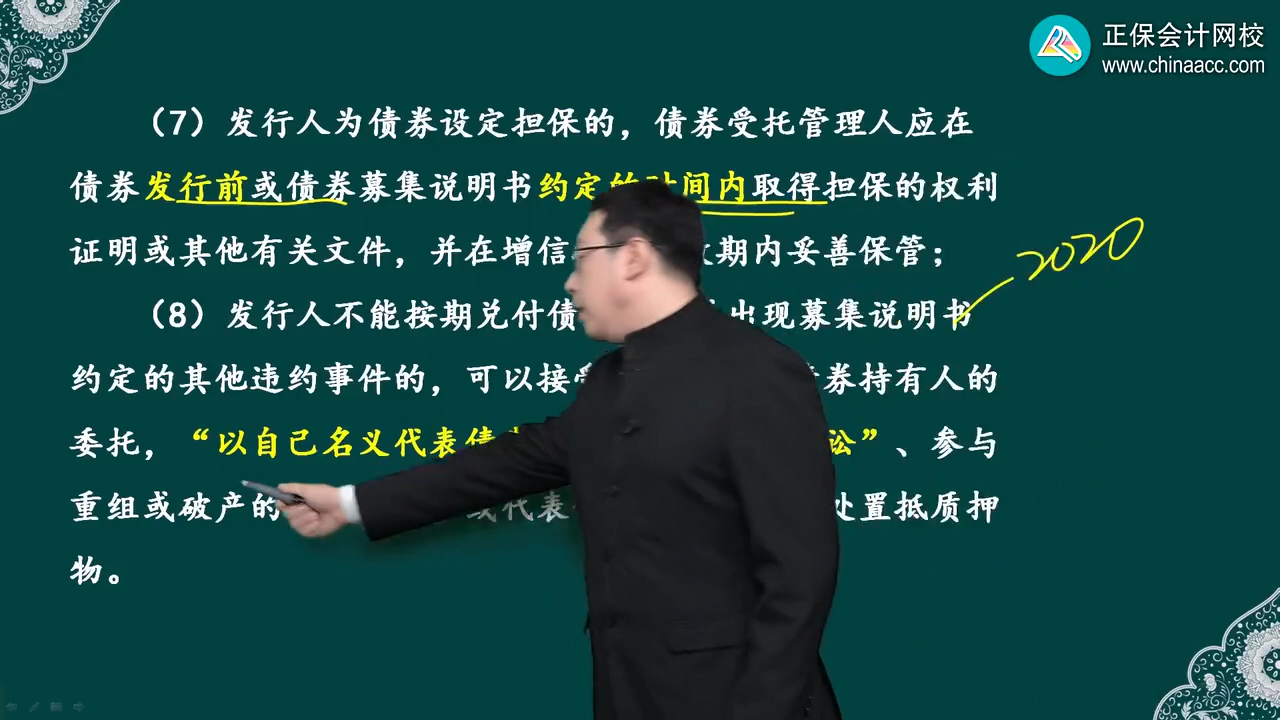 正保会计网校
www.chinaacc.com
（7）发行人为债券设定担保的，债券受托管理人应在
债券发行前或债券募集说明书约定的时间内取得担保的权利
证明或其他有关文件，并在增信 效期内妥善保管；
2020
（8）发行人不能按期兑付债 出现募集说明书
约定的其他违约事件的，可以接受 债券持有人的
委托，“以自己名义代表债 讼”、参与
重组或破产的 或代表 处置抵质押
物。